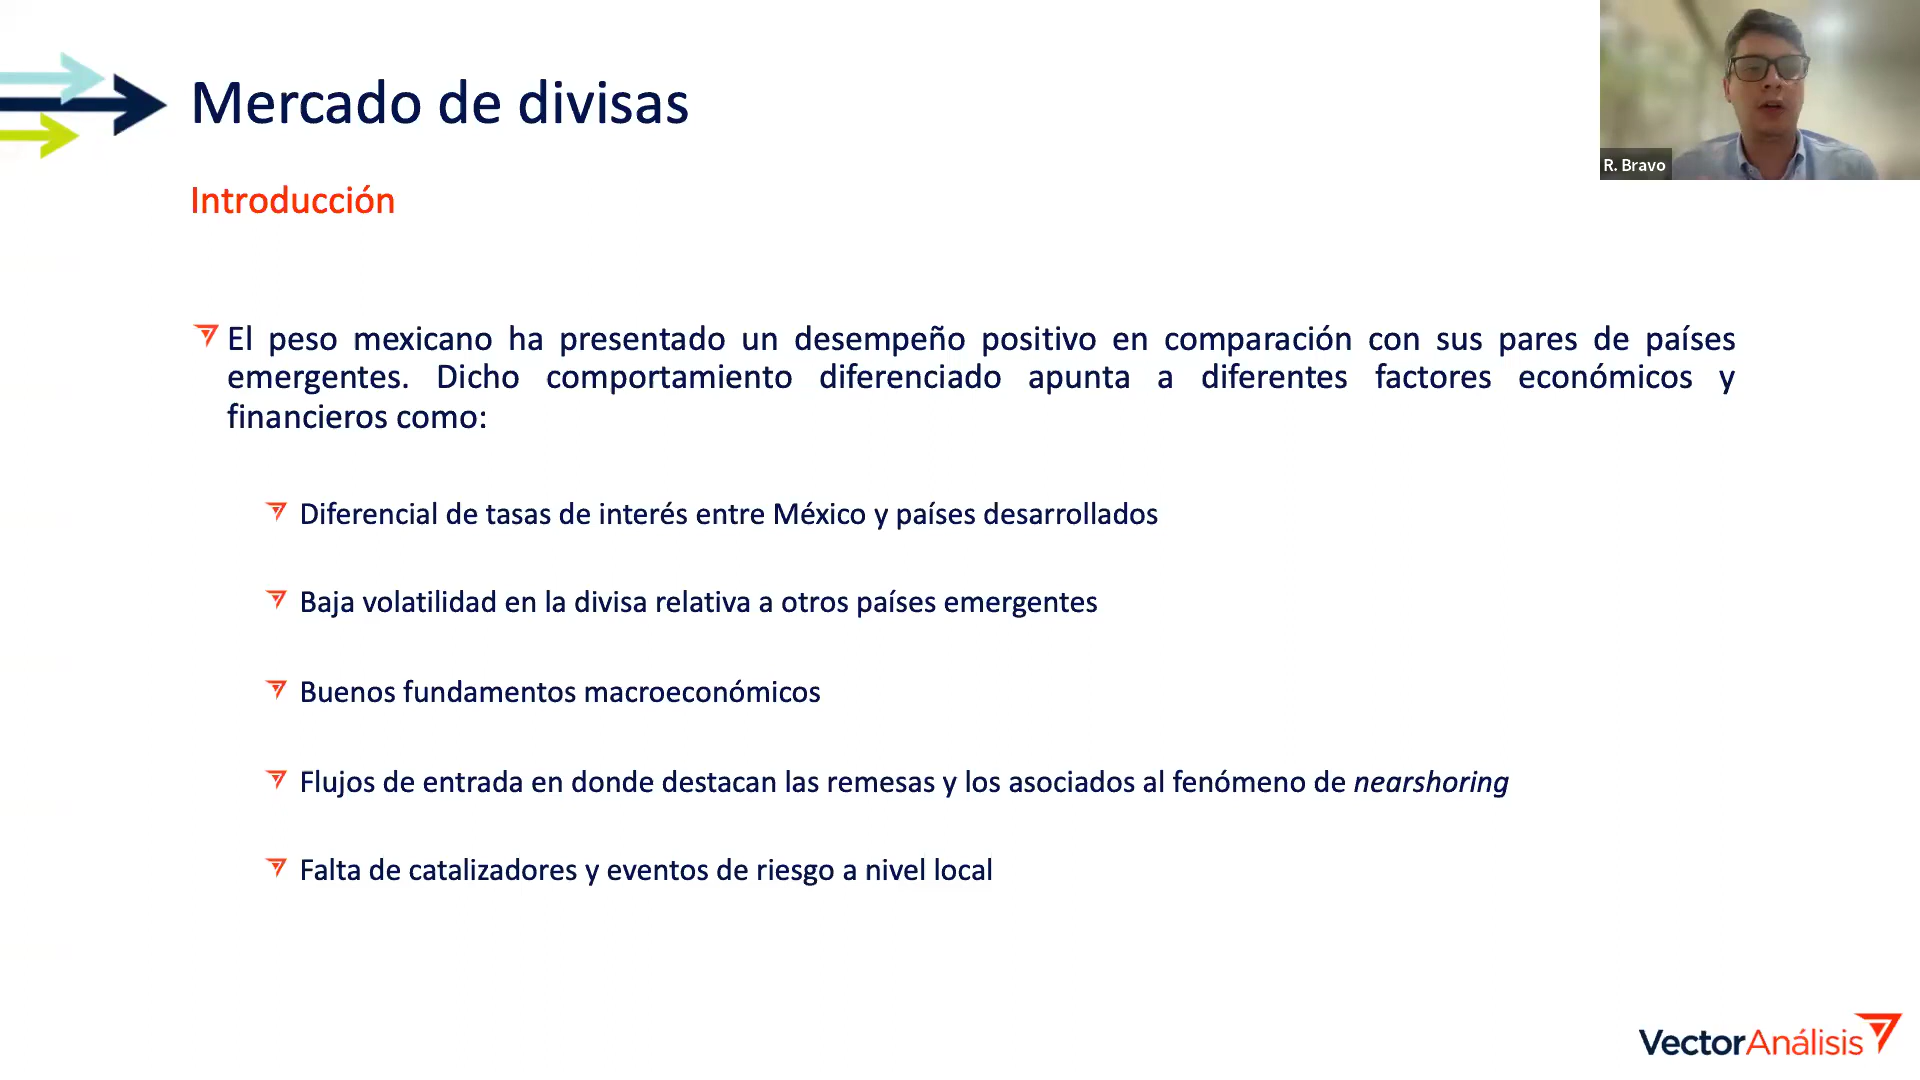 Mercado de divisas
R. Bravo
Introducción
El peso mexicano ha presentado un desempeño positivo en comparación con sus pares de países
emergentes. Dicho comportamiento diferenciado apunta a diferentes factores económicos y
financieros como:
Diferencial de tasas de interés entre México y países desarrollados
Baja volatilidad en la divisa relativa a otros países emergentes
Buenos fundamentos macroeconómicos
Flujos de entrada en donde destacan las remesas y los asociados al fenómeno de nearshoring
Falta de catalizadores y eventos de riesgo a nivel local
VectorAnálisis